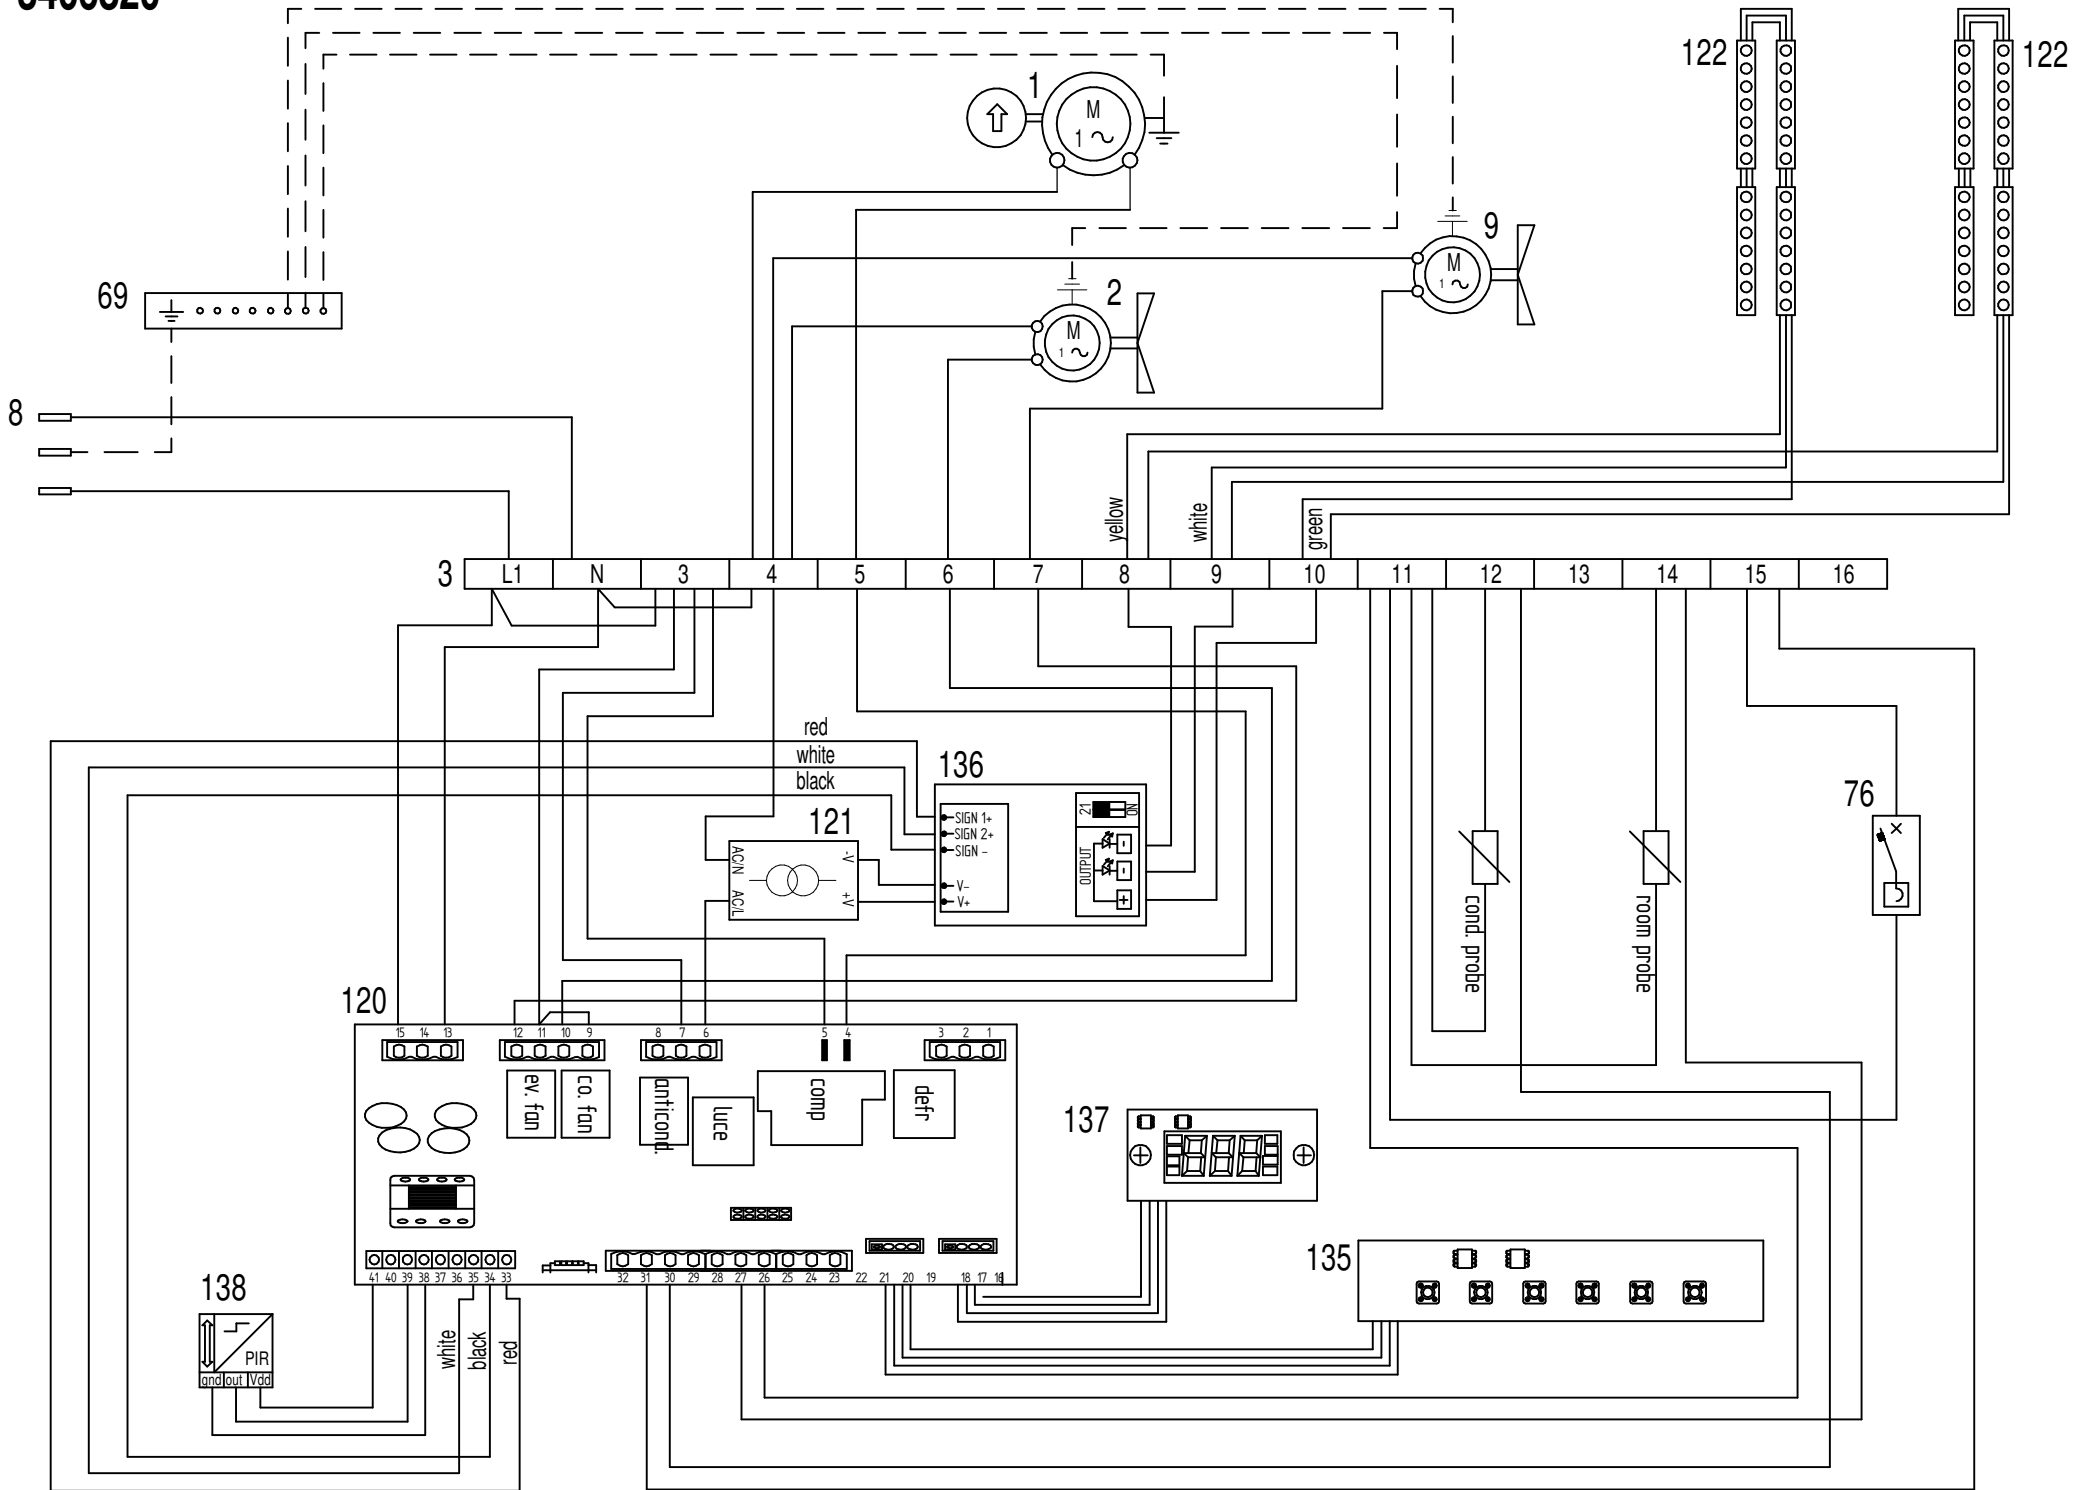 122
122
1
M
1
9
M
1
69
2
M
1
8
yellow
white
green
3 L1 N 3 4 5 6 7 8 9 10 11 12 13 14 15 16
red
white
black
136
121
76
SIGN 1+
SIGN 2+
SIGN -
V-
V+
21
ON
OUTPUT
- 
-
+
AC/N
AC/L
-V
+V
cond. probe
room probe
120
15 14 13 12 11 10 9 8 7 6 5 4 3 2 1
ev. fan
co. fan
anticond.
luce
comp
defr
137
135
41 40 39 38 37 36 35 34 33 32 31 30 29 28 27 26 25 24 23 22 21 20 19 18 17 16
138
PIR
gnd out Vdd
white
black
red